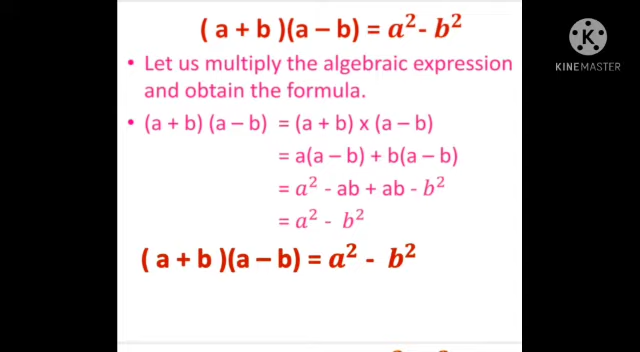 ( a + b )(a – b) = a² - b²
• Let us multiply the algebraic expression
and obtain the formula.
• (a + b) (a – b) = (a + b) x (a – b)
= a(a – b) + b(a – b)
= a² - ab + ab - b²
= a² - b²
( a + b )(a – b) = a² - b²
K
KINEMASTER